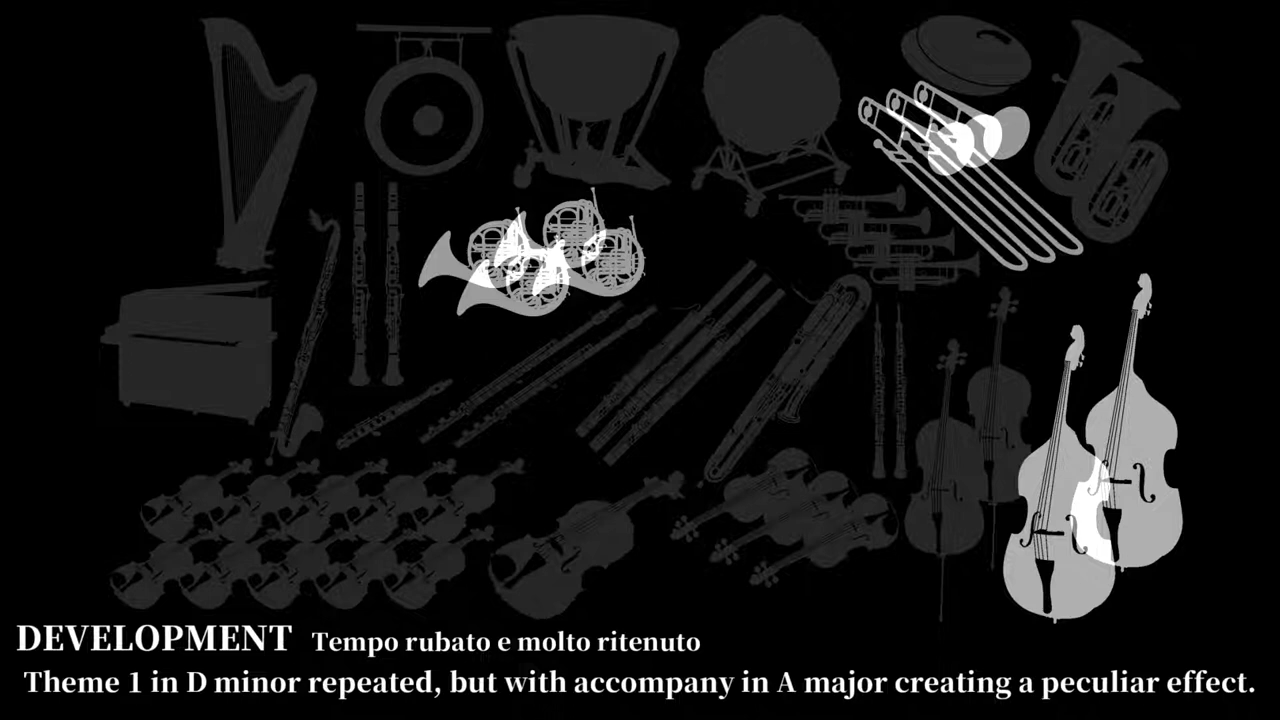 DEVELOPMENT Tempo rubato e molto ritenuto
Theme 1 in D minor repeated, but with accompany in A major creating a peculiar effect.